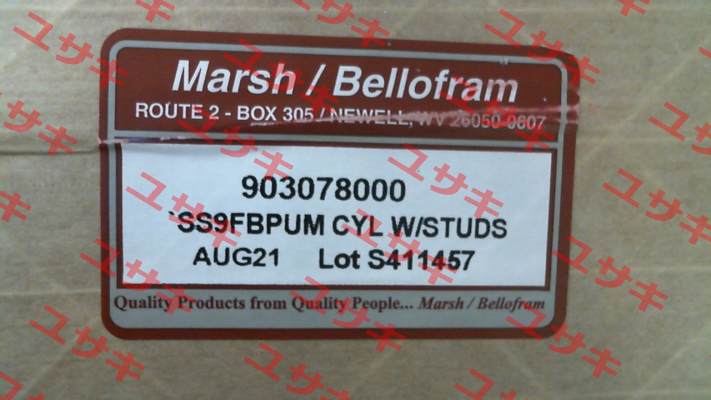 Marsh / Bellofram
ROUTE 2 - BOX 305 / NEWELL, WV 26050-9607
903078000
`SS9FBPUM CYL W/STUDS
AUG21 Lot S411457
Quality Products from Quality People... Marsh / Bellofram
ユサキ